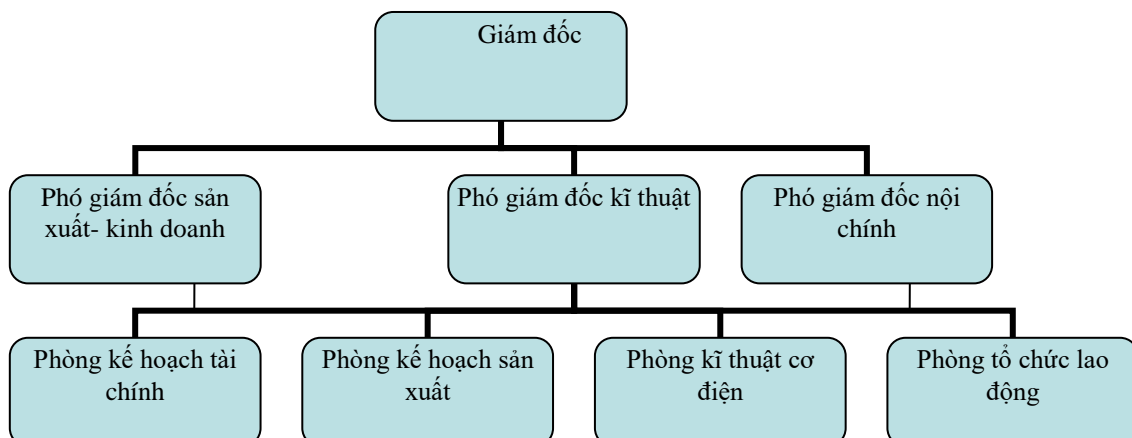 Giám đốc
Phó giám đốc sản
xuất- kinh doanh
Phó giám đốc kĩ thuật
Phó giám đốc nội
chính
Phòng kế hoạch tài
chính
Phòng kế hoạch sản
xuất
Phòng kĩ thuật cơ
điện
Phòng tổ chức lao
động